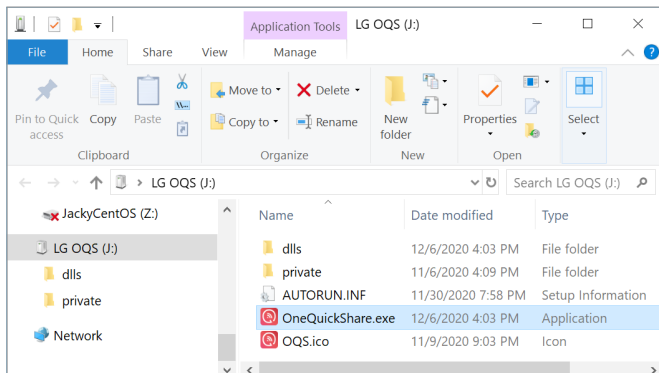 Application Tools LG OQS (J:)
File Home Share View Manage
Pin to Quick access
Copy
Paste
Move to
Copy to
Delete
Rename
New folder
Properties
Select
Clipboard Organize New Open
LG OQS (J:) Search LG OQS (J:)
JackyCentOS (Z:)
LG OQS (J:)
dlls
private
Network
Name Date modified Type
dlls 12/6/2020 4:03 PM File folder
private 11/6/2020 4:09 PM File folder
AUTORUN.INF 11/30/2020 7:58 PM Setup Information
OneQuickShare.exe 12/6/2020 4:03 PM Application
OQS.ico 11/9/2020 9:03 PM Icon